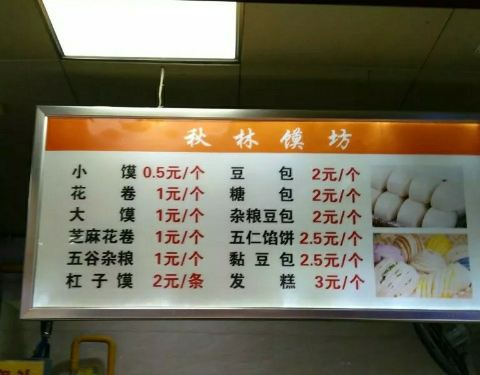 秋林馍坊
小馍 0.5元/个 豆包 2元/个
花卷 1元/个 糖包 2元/个
大馍 1元/个 杂粮豆包 2元/个
芝麻花卷 1元/个 五仁馅饼 2.5元/个
五谷杂粮 1元/个 黏豆包 2.5元/个
杠子馍 2元/条 发糕 3元/个